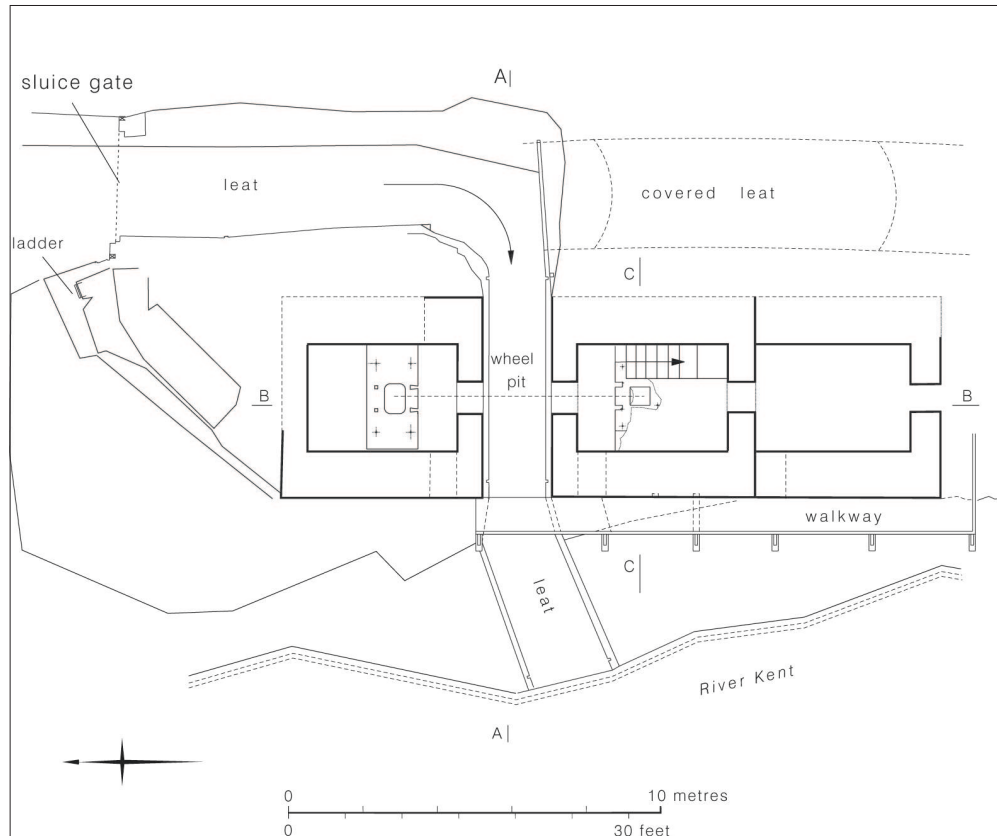 A
sluice gate
leat
covered leat
ladder
C
wheel
pit
B
B
walkway
C
leat
River Kent
A
0
10 metres
0
30 feet